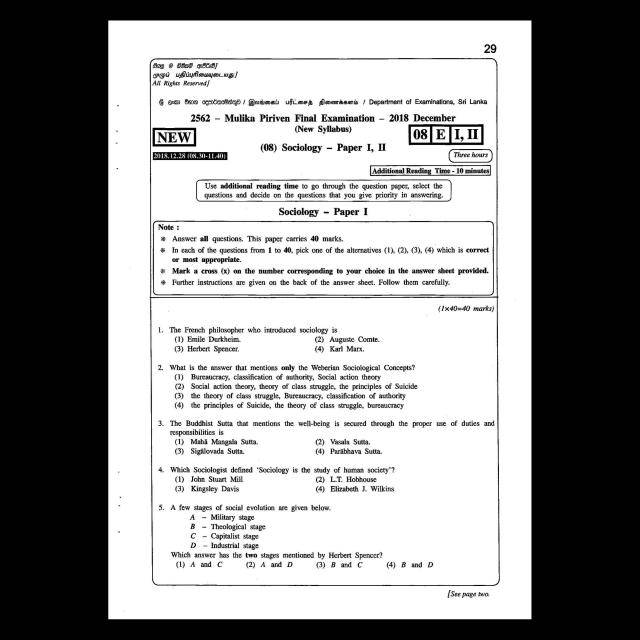 29
All Rights Reserved]
ශ්‍රී ලංකා විභාග දෙපාර්තමේන්තුව / இலங்கைப் பரீட்சைத் திணைக்களம் / Department of Examinations, Sri Lanka
2562 – Mulika Piriven Final Examination – 2018 December
(New Syllabus)
NEW
08 E I, II
(08) Sociology – Paper I, II
2018.12.28 (08.30-11.40)
Three hours
Additional Reading Time - 10 minutes
Use additional reading time to go through the question paper, select the
questions and decide on the questions that you give priority in answering.
Sociology – Paper I
Note :
* Answer all questions. This paper carries 40 marks.
* In each of the questions from 1 to 40, pick one of the alternatives (1), (2), (3), (4) which is correct
or most appropriate.
* Mark a cross (x) on the number corresponding to your choice in the answer sheet provided.
* Further instructions are given on the back of the answer sheet. Follow them carefully.
(1×40=40 marks)
1. The French philosopher who introduced sociology is
(1) Emile Durkheim. (2) Auguste Comte.
(3) Herbert Spencer. (4) Karl Marx.
2. What is the answer that mentions only the Weberian Sociological Concepts?
(1) Bureaucracy, classification of authority, Social action theory
(2) Social action theory, theory of class struggle, the principles of Suicide
(3) the theory of class struggle, Bureaucracy, classification of authority
(4) the principles of Suicide, the theory of class struggle, bureaucracy
3. The Buddhist Sutta that mentions the well-being is secured through the proper use of duties and
responsibilities is
(1) Mahā Mangala Sutta. (2) Vasala Sutta.
(3) Sigālovada Sutta. (4) Parābhava Sutta.
4. Which Sociologist defined 'Sociology is the study of human society'?
(1) John Stuart Mill (2) L.T. Hobhouse
(3) Kingsley Davis (4) Elizabeth J. Wilkins
5. A few stages of social evolution are given below.
A – Military stage
B – Theological stage
C – Capitalist stage
D – Industrial stage
Which answer has the two stages mentioned by Herbert Spencer?
(1) A and C (2) A and D (3) B and C (4) B and D
[See page two